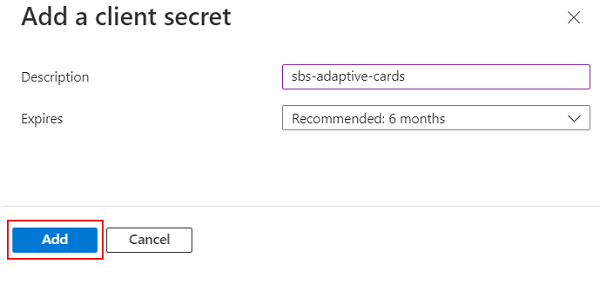 Add a client secret
Description
sbs-adaptive-cards
Expires
Recommended: 6 months
Add
Cancel